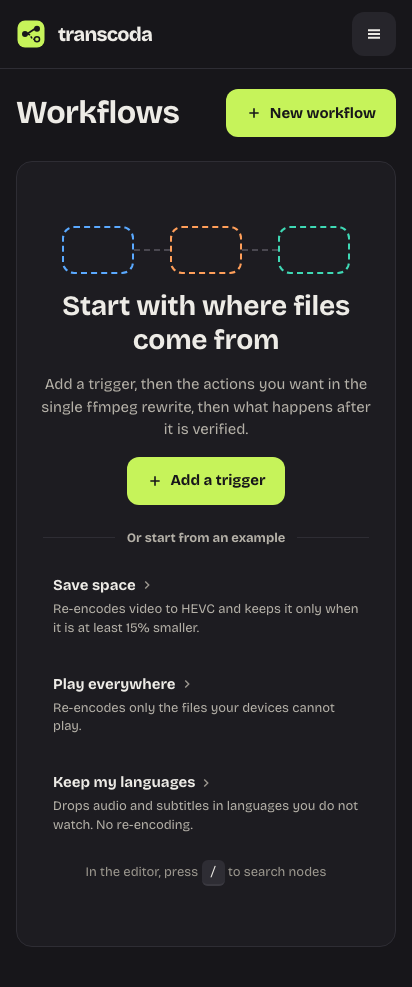 transcoda
Workflows
+ New workflow
Start with where files
come from
Add a trigger, then the actions you want in the
single ffmpeg rewrite, then what happens after
it is verified.
+ Add a trigger
Or start from an example
Save space
Re-encodes video to HEVC and keeps it only when
it is at least 15% smaller.
Play everywhere
Re-encodes only the files your devices cannot
play.
Keep my languages
Drops audio and subtitles in languages you do not
watch. No re-encoding.
In the editor, press / to search nodes